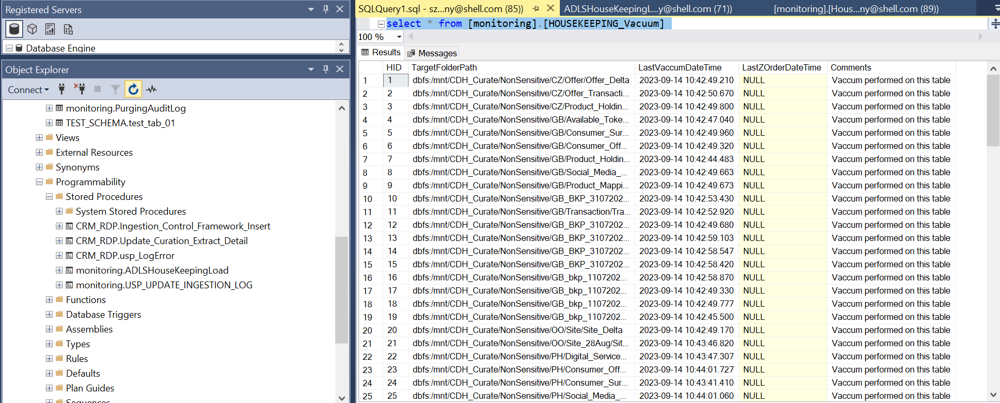 Registered Servers
Database Engine
Object Explorer
Connect
monitoring.PurgingAuditLog
TEST_SCHEMA.test_tab_01
Views
External Resources
Synonyms
Programmability
Stored Procedures
System Stored Procedures
CRM_RDP.Ingestion_Control_Framework_Insert
CRM_RDP.Update_Curation_Extract_Detail
CRM_RDP.usp_LogError
monitoring.ADLSHouseKeepingLoad
monitoring.USP_UPDATE_INGESTION_LOG
Functions
Database Triggers
Assemblies
Types
Rules
Defaults
Plan Guides
Sequences
SQLQuery1.sql - sz...ny@shell.com (85)) ADLSHouseKeepingL...y@shell.com (71)) [monitoring].[Hous...ny@shell.com (89))
select * from [monitoring].[HOUSEKEEPING_Vacuum]
100 %
Results Messages
HID TargetFolderPath LastVaccumDateTime LastZOrderDateTime Comments
1 1 dbfs:/mnt/CDH_Curate/NonSensitive/CZ/Offer/Offer_Delta 2023-09-14 10:42:49.210 NULL Vaccum performed on this table
2 2 dbfs:/mnt/CDH_Curate/NonSensitive/CZ/Offer_Transacti... 2023-09-14 10:42:50.670 NULL Vaccum performed on this table
3 3 dbfs:/mnt/CDH_Curate/NonSensitive/CZ/Product_Holdin... 2023-09-14 10:42:49.800 NULL Vaccum performed on this table
4 4 dbfs:/mnt/CDH_Curate/NonSensitive/GB/Available_Toke... 2023-09-14 10:42:47.040 NULL Vaccum performed on this table
5 5 dbfs:/mnt/CDH_Curate/NonSensitive/GB/Consumer_Sur... 2023-09-14 10:42:49.960 NULL Vaccum performed on this table
6 6 dbfs:/mnt/CDH_Curate/NonSensitive/GB/Consumer_Off... 2023-09-14 10:42:49.320 NULL Vaccum performed on this table
7 7 dbfs:/mnt/CDH_Curate/NonSensitive/GB/Product_Holdin... 2023-09-14 10:42:44.483 NULL Vaccum performed on this table
8 8 dbfs:/mnt/CDH_Curate/NonSensitive/GB/Social_Media_... 2023-09-14 10:42:49.663 NULL Vaccum performed on this table
9 9 dbfs:/mnt/CDH_Curate/NonSensitive/GB/Product_Mappi... 2023-09-14 10:42:49.673 NULL Vaccum performed on this table
10 10 dbfs:/mnt/CDH_Curate/NonSensitive/GB_BKP_3107202... 2023-09-14 10:42:53.430 NULL Vaccum performed on this table
11 11 dbfs:/mnt/CDH_Curate/NonSensitive/GB/Transaction/Tra... 2023-09-14 10:42:52.920 NULL Vaccum performed on this table
12 12 dbfs:/mnt/CDH_Curate/NonSensitive/GB_BKP_3107202... 2023-09-14 10:42:49.680 NULL Vaccum performed on this table
13 13 dbfs:/mnt/CDH_Curate/NonSensitive/GB_BKP_3107202... 2023-09-14 10:42:59.103 NULL Vaccum performed on this table
14 14 dbfs:/mnt/CDH_Curate/NonSensitive/GB_BKP_3107202... 2023-09-14 10:42:58.547 NULL Vaccum performed on this table
15 15 dbfs:/mnt/CDH_Curate/NonSensitive/GB_BKP_3107202... 2023-09-14 10:42:58.420 NULL Vaccum performed on this table
16 16 dbfs:/mnt/CDH_Curate/NonSensitive/GB_bkp_1107202... 2023-09-14 10:42:58.870 NULL Vaccum performed on this table
17 17 dbfs:/mnt/CDH_Curate/NonSensitive/GB_bkp_1107202... 2023-09-14 10:42:49.330 NULL Vaccum performed on this table
18 18 dbfs:/mnt/CDH_Curate/NonSensitive/GB_bkp_1107202... 2023-09-14 10:42:49.777 NULL Vaccum performed on this table
19 19 dbfs:/mnt/CDH_Curate/NonSensitive/GB_bkp_1107202... 2023-09-14 10:42:45.500 NULL Vaccum performed on this table
20 20 dbfs:/mnt/CDH_Curate/NonSensitive/OO/Site/Site_Delta 2023-09-14 10:42:49.170 NULL Vaccum performed on this table
21 21 dbfs:/mnt/CDH_Curate/NonSensitive/OO/Site_28Aug/Sit... 2023-09-14 10:43:46.820 NULL Vaccum performed on this table
22 22 dbfs:/mnt/CDH_Curate/NonSensitive/PH/Digital_Service... 2023-09-14 10:43:47.307 NULL Vaccum performed on this table
23 23 dbfs:/mnt/CDH_Curate/NonSensitive/PH/Consumer_Off... 2023-09-14 10:44:01.727 NULL Vaccum performed on this table
24 24 dbfs:/mnt/CDH_Curate/NonSensitive/PH/Consumer_Sur... 2023-09-14 10:43:41.410 NULL Vaccum performed on this table
25 25 dbfs:/mnt/CDH_Curate/NonSensitive/PH/Social_Media_... 2023-09-14 10:44:01.060 NULL Vaccum performed on this table